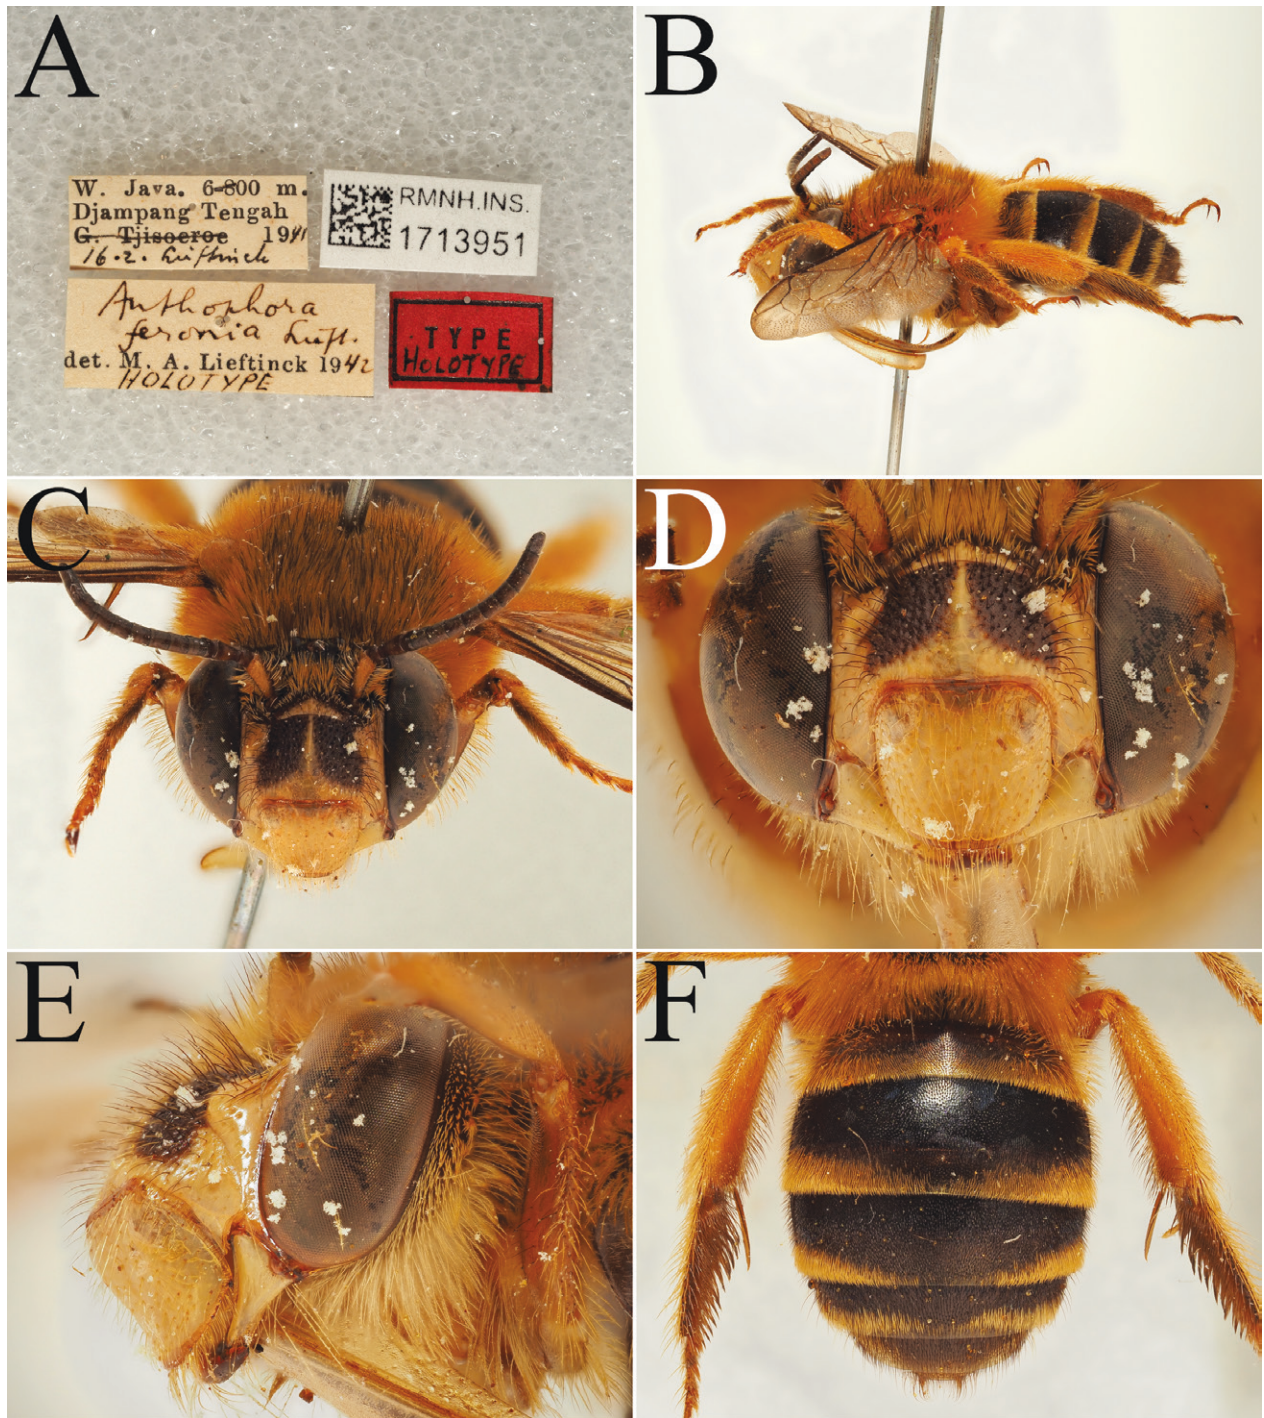 A
W. Java. 6-800 m.
Djampang Tengah
G. Tjisoeroe 1941
16.2. Lieftinck
RMNH.INS.
1713951
Anthophora
feronia Lieft.
det. M. A. Lieftinck 1942
HOLOTYPE
TYPE
HOLOTYPE
B
C
D
E
F